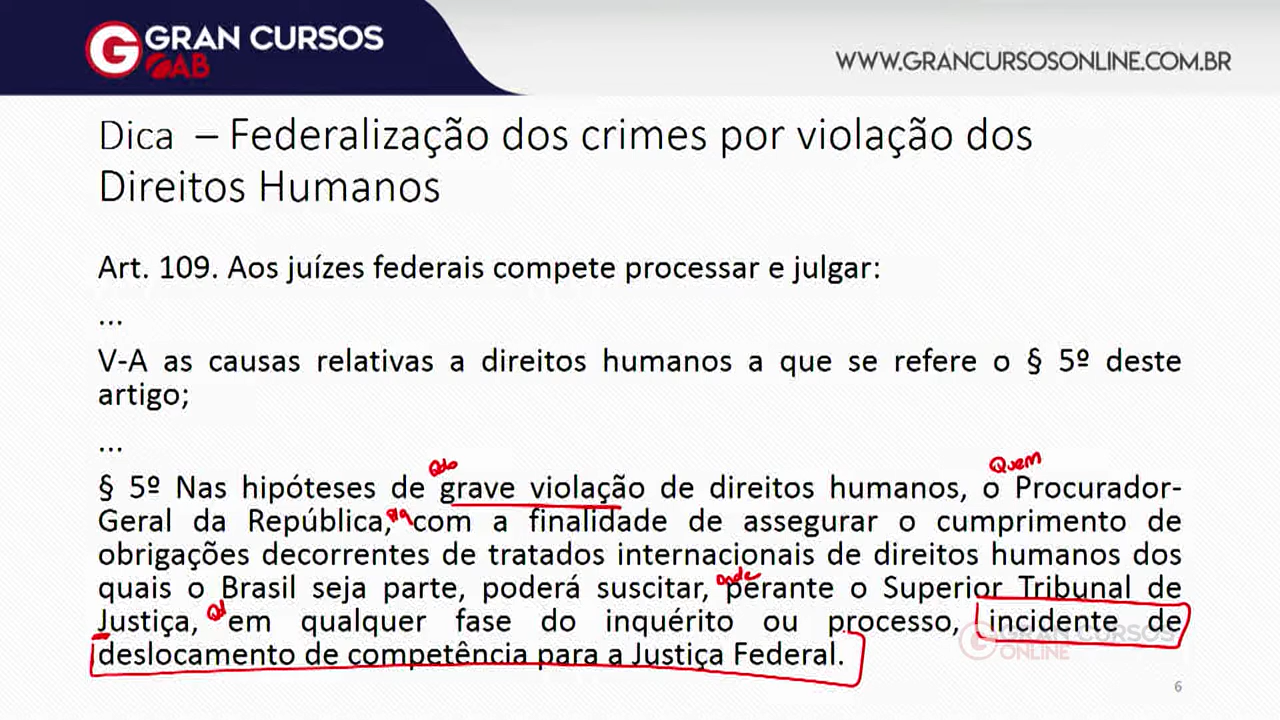 GRAN CURSOS
OAB
WWW.GRANCURSOSONLINE.COM.BR
Dica – Federalização dos crimes por violação dos
Direitos Humanos
Art. 109. Aos juízes federais compete processar e julgar:
...
V-A as causas relativas a direitos humanos a que se refere o § 5º deste
artigo;
...
Qdo
Quem
§ 5º Nas hipóteses de grave violação de direitos humanos, o Procurador-
Geral da República, com a finalidade de assegurar o cumprimento de
obrigações decorrentes de tratados internacionais de direitos humanos dos
onde
quais o Brasil seja parte, poderá suscitar, perante o Superior Tribunal de
Justiça, em qualquer fase do inquérito ou processo, incidente de
deslocamento de competência para a Justiça Federal.
GRAN CURSOS
ONLINE
6